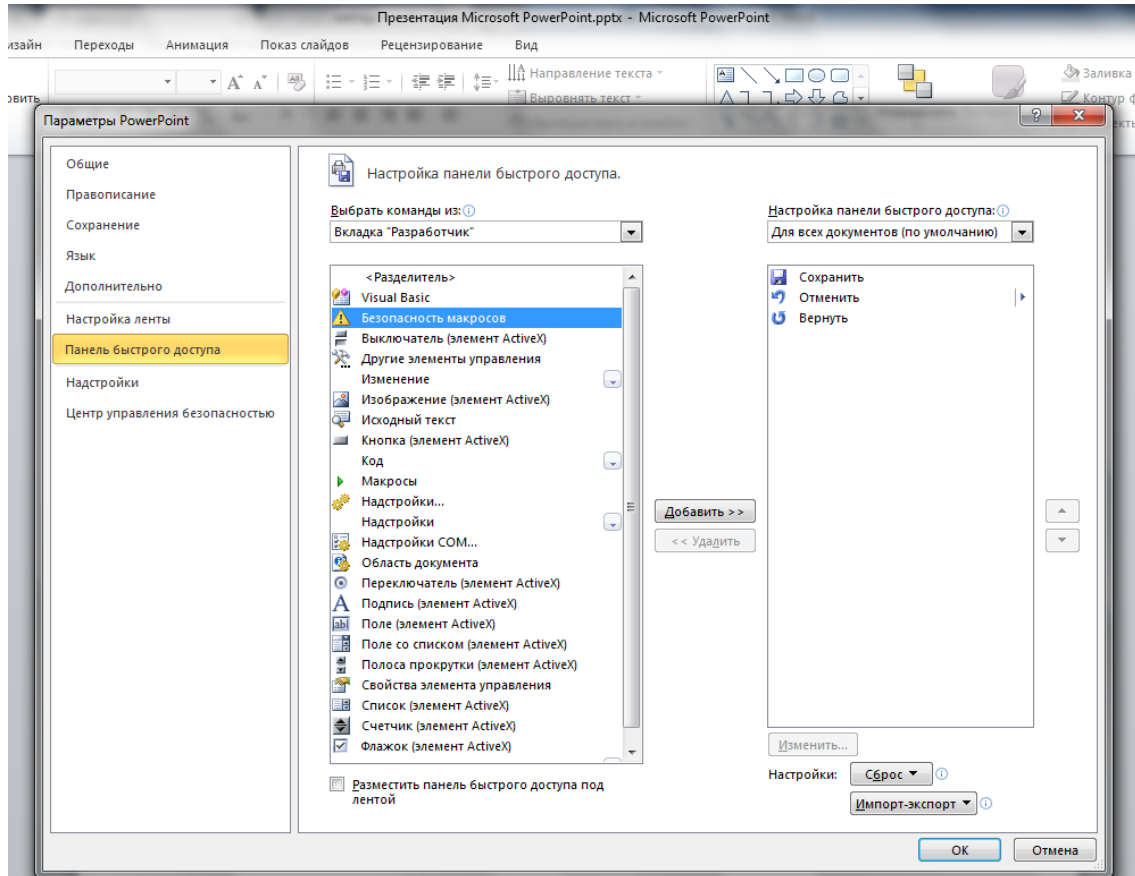 Презентация Microsoft PowerPoint.pptx - Microsoft PowerPoint
изайн Переходы Анимация Показ слайдов Рецензирование Вид
Направление текста
Заливка
овить
Выровнять текст
Контур ф
Параметры PowerPoint
екты
Общие
Правописание
Сохранение
Язык
Дополнительно
Настройка ленты
Панель быстрого доступа
Надстройки
Центр управления безопасностью
Настройка панели быстрого доступа.
Выбрать команды из:
Вкладка "Разработчик"
<Разделитель>
Visual Basic
Безопасность макросов
Выключатель (элемент ActiveX)
Другие элементы управления
Изменение
Изображение (элемент ActiveX)
Исходный текст
Кнопка (элемент ActiveX)
Код
Макросы
Надстройки...
Надстройки
Надстройки COM...
Область документа
Переключатель (элемент ActiveX)
Подпись (элемент ActiveX)
Поле (элемент ActiveX)
Поле со списком (элемент ActiveX)
Полоса прокрутки (элемент ActiveX)
Свойства элемента управления
Список (элемент ActiveX)
Счетчик (элемент ActiveX)
Флажок (элемент ActiveX)
Разместить панель быстрого доступа под
лентой
Добавить >>
<< Удалить
Настройка панели быстрого доступа:
Для всех документов (по умолчанию)
Сохранить
Отменить
Вернуть
Изменить...
Настройки: Сброс
Импорт-экспорт
ОК Отмена